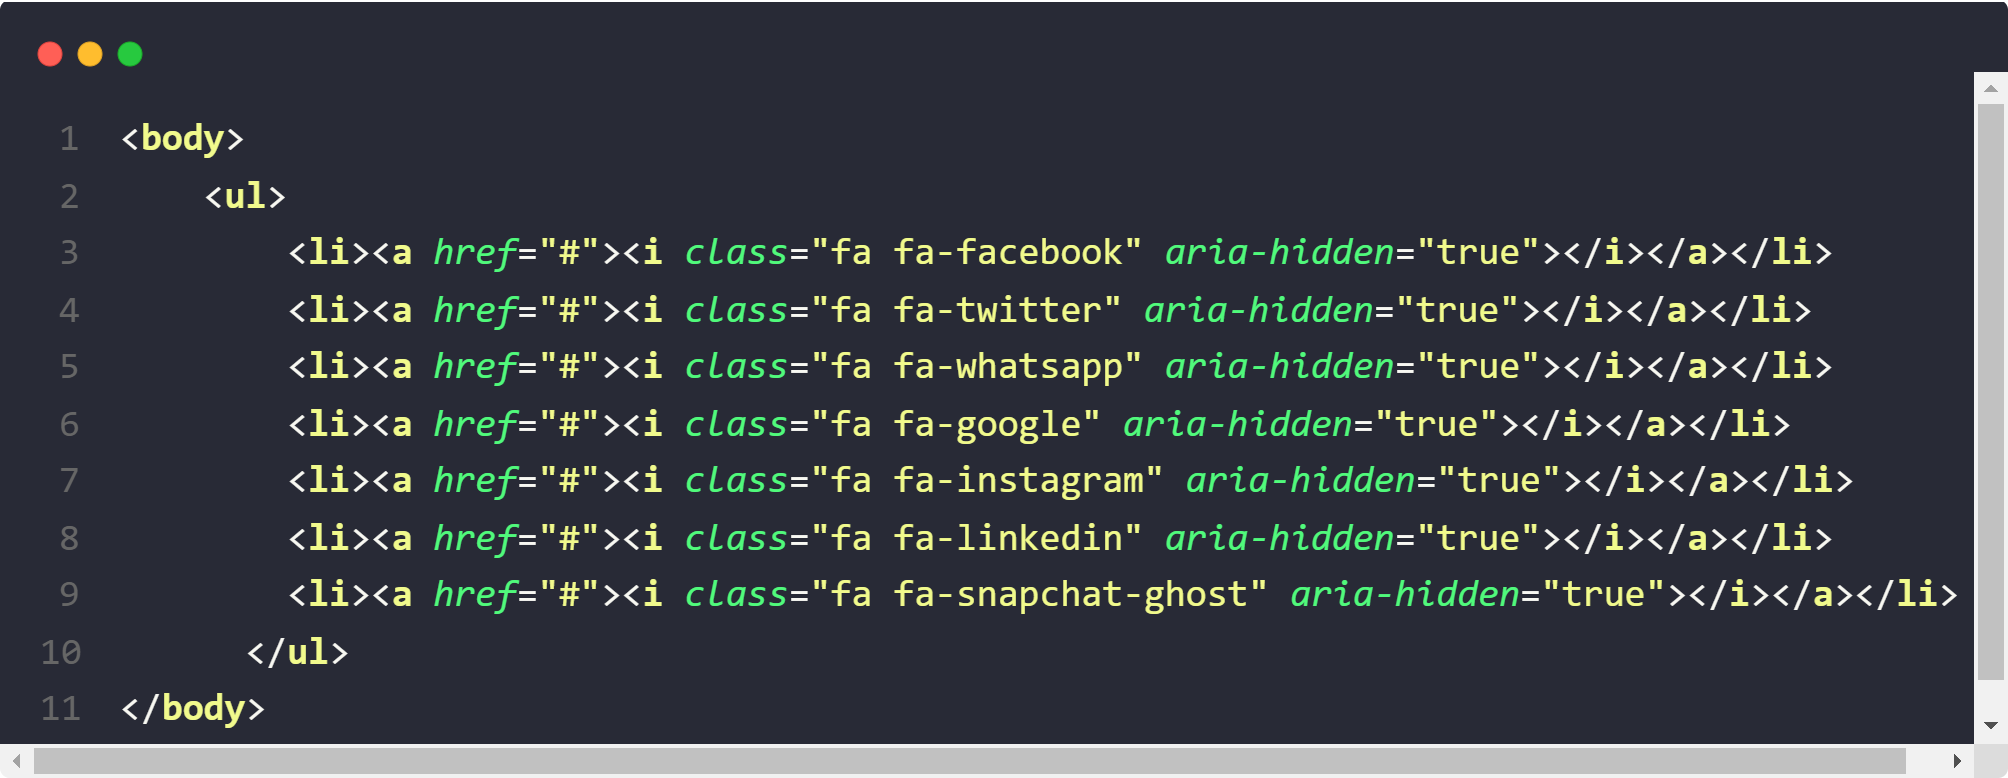 1 <body>
2     <ul>
3         <li><a href="#"><i class="fa fa-facebook" aria-hidden="true"></i></a></li>
4         <li><a href="#"><i class="fa fa-twitter" aria-hidden="true"></i></a></li>
5         <li><a href="#"><i class="fa fa-whatsapp" aria-hidden="true"></i></a></li>
6         <li><a href="#"><i class="fa fa-google" aria-hidden="true"></i></a></li>
7         <li><a href="#"><i class="fa fa-instagram" aria-hidden="true"></i></a></li>
8         <li><a href="#"><i class="fa fa-linkedin" aria-hidden="true"></i></a></li>
9         <li><a href="#"><i class="fa fa-snapchat-ghost" aria-hidden="true"></i></a></li>
10       </ul>
11 </body>